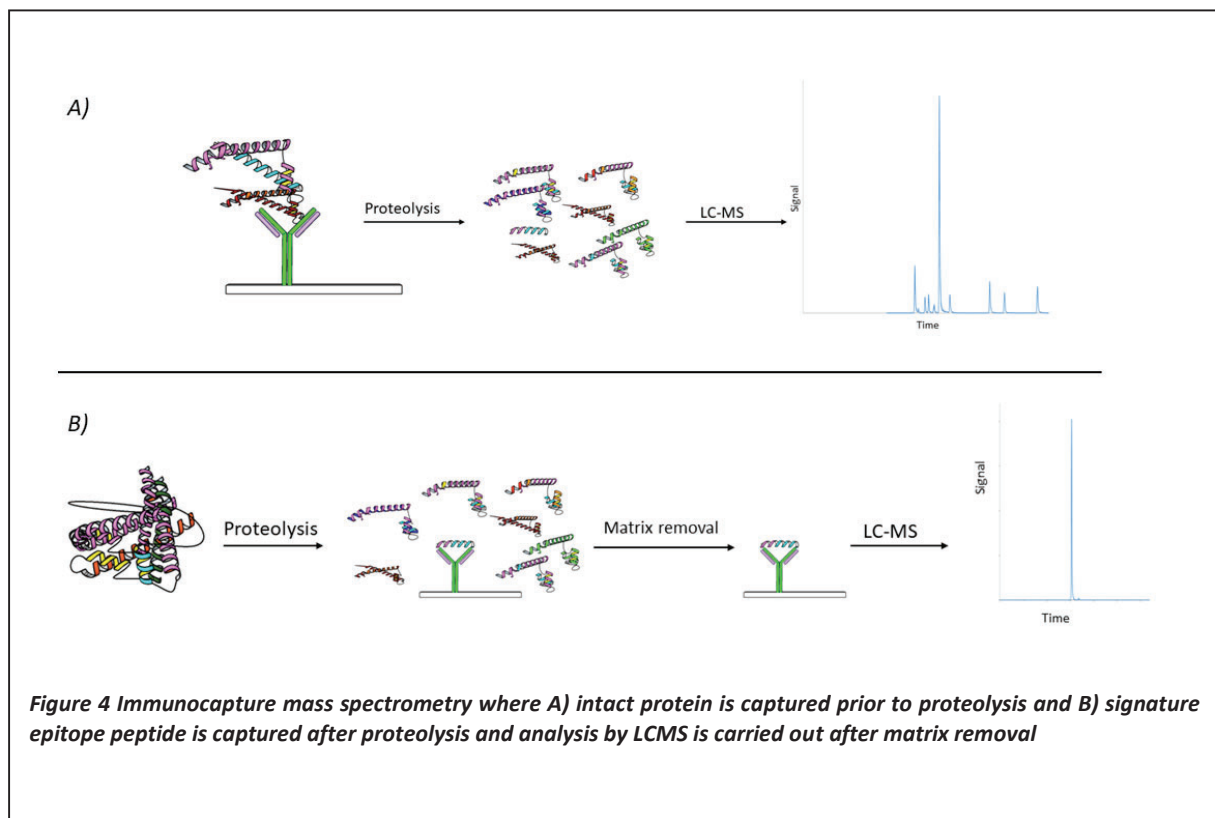 A)
Proteolysis
LC-MS
Signal
Time
B)
Proteolysis
Matrix removal
LC-MS
Signal
Time
Figure 4 Immunocapture mass spectrometry where A) intact protein is captured prior to proteolysis and B) signature
epitope peptide is captured after proteolysis and analysis by LCMS is carried out after matrix removal